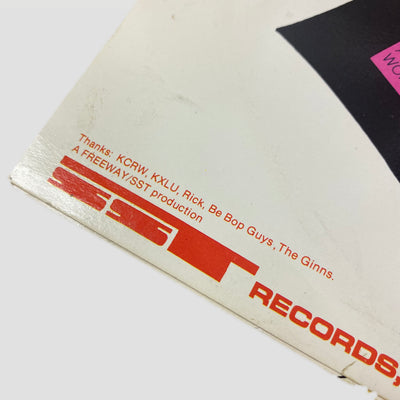 Thanks: KCRW, KXLU, Rick, Be Bop Guys, The Ginns.
A FREEWAY/SST production
SST
RECORDS,